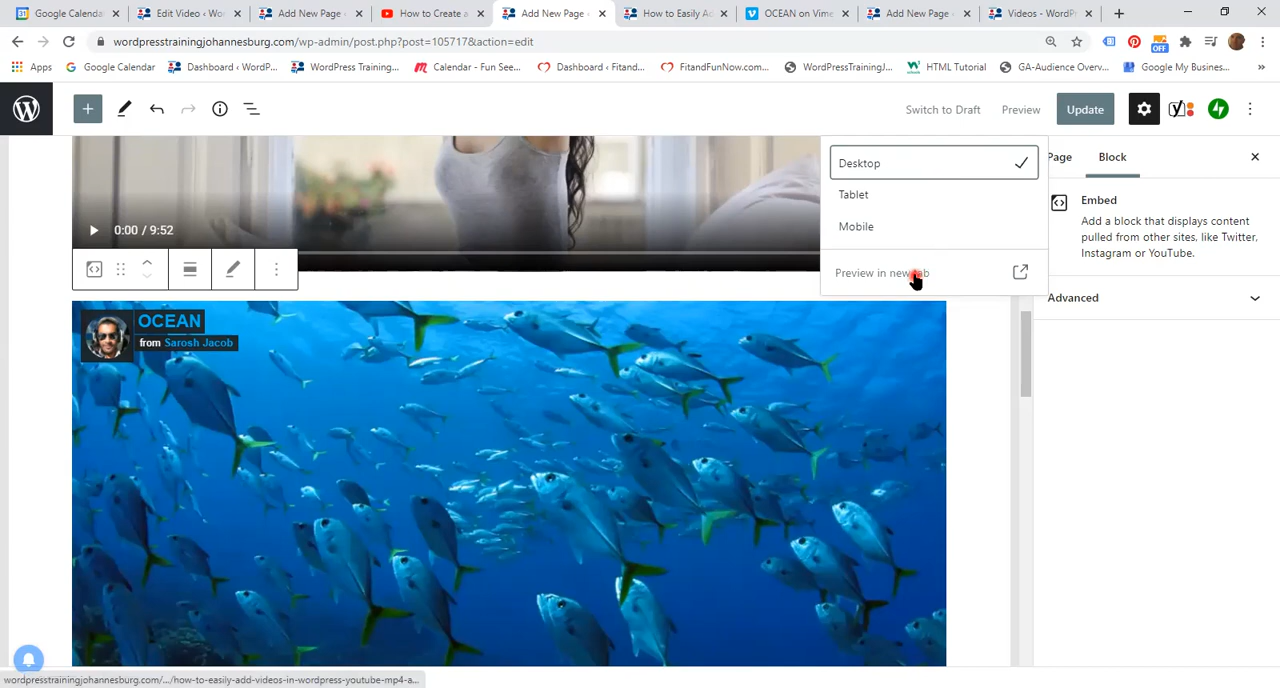 Google Calendar
Edit Video ‹ Wor
Add New Page ‹
How to Create a
Add New Page ‹
How to Easily Ad
OCEAN on Vime
Add New Page ‹
Videos - WordPr
wordpresstrainingjohannesburg.com/wp-admin/post.php?post=105717&action=edit
OFF
Apps
Google Calendar
Dashboard ‹ WordP...
WordPress Training...
Calendar - Fun See...
Dashboard ‹ Fitand...
FitandFunNow.com...
WordPressTrainingJ...
HTML Tutorial
GA-Audience Overv...
Google My Busines...
Switch to Draft
Preview
Update
Desktop
Tablet
Mobile
Preview in new tab
Page
Block
Embed
Add a block that displays content
pulled from other sites, like Twitter,
Instagram or YouTube.
Advanced
0:00 / 9:52
OCEAN
from Sarosh Jacob
wordpresstrainingjohannesburg.com/.../how-to-easily-add-videos-in-wordpress-youtube-mp4-a...